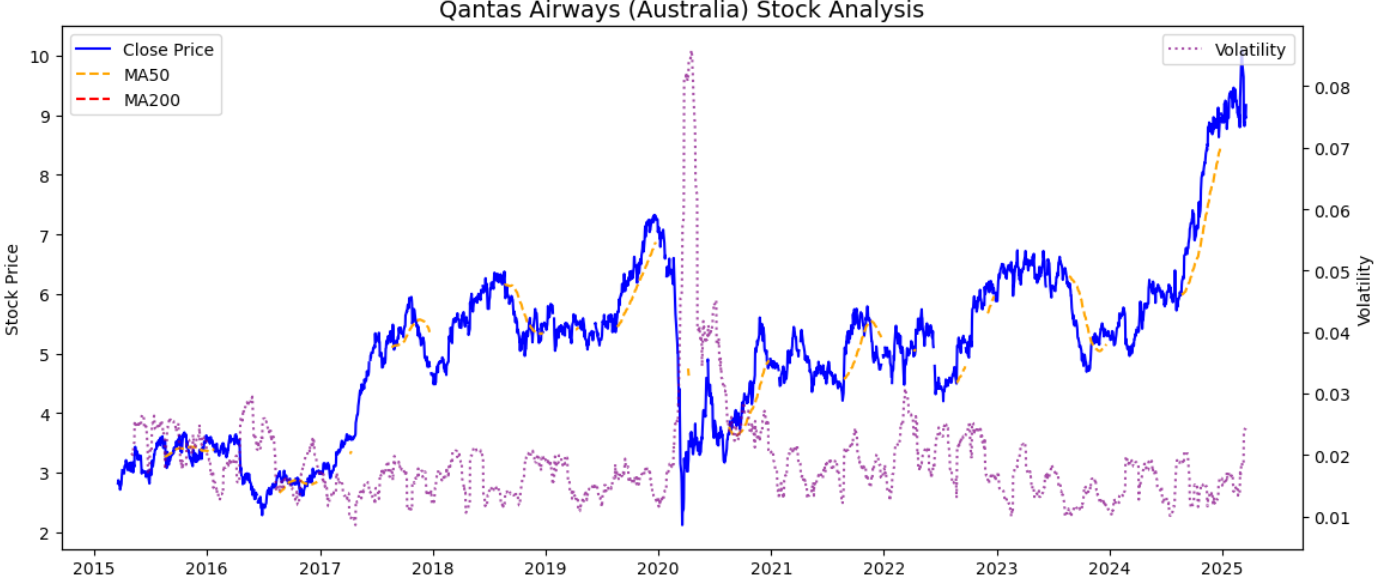 Qantas Airways (Australia) Stock Analysis
Close Price
MA50
MA200
Volatility
Stock Price
10
9
8
7
6
5
4
3
2
0.08
0.07
0.06
0.05
0.04
0.03
0.02
0.01
Volatility
2015 2016 2017 2018 2019 2020 2021 2022 2023 2024 2025